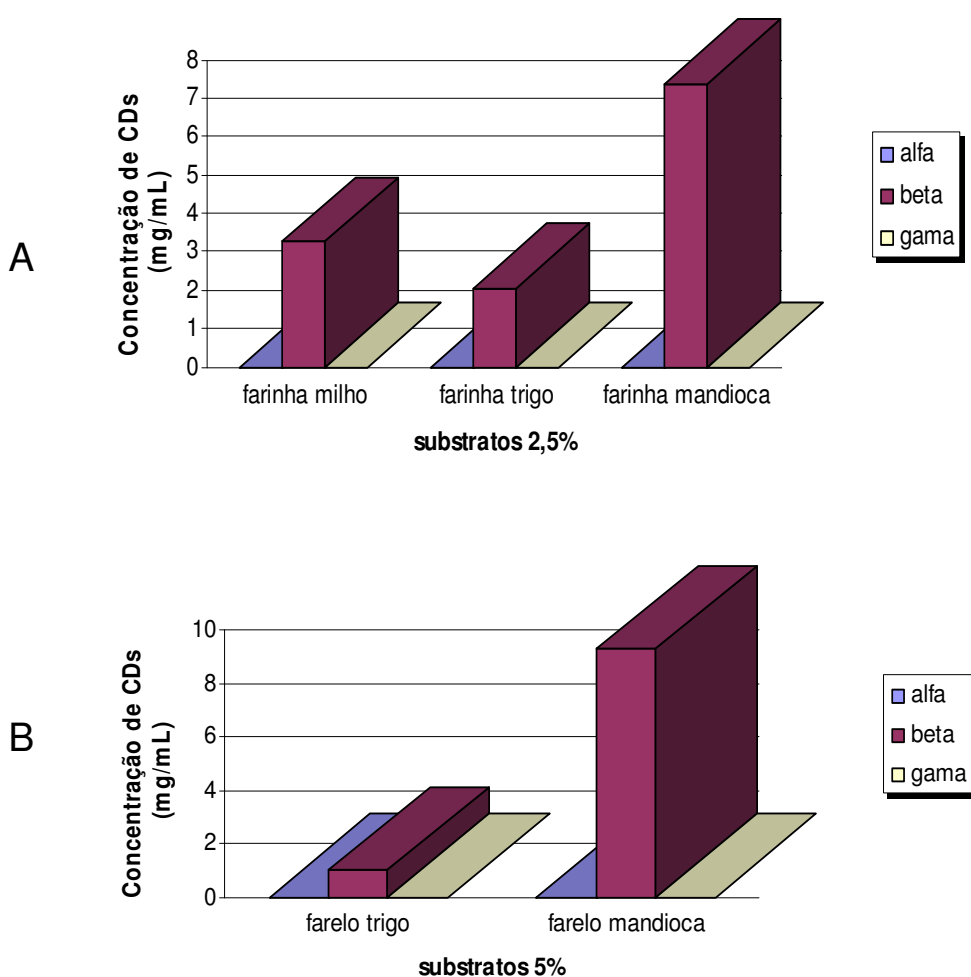 A
Concentração de CDs
(mg/mL)
8
7
6
5
4
3
2
1
0
farinha milho
farinha trigo
farinha mandioca
substratos 2,5%
alfa
beta
gama
B
Concentração de CDs
(mg/mL)
10
8
6
4
2
0
farelo trigo
farelo mandioca
substratos 5%
alfa
beta
gama